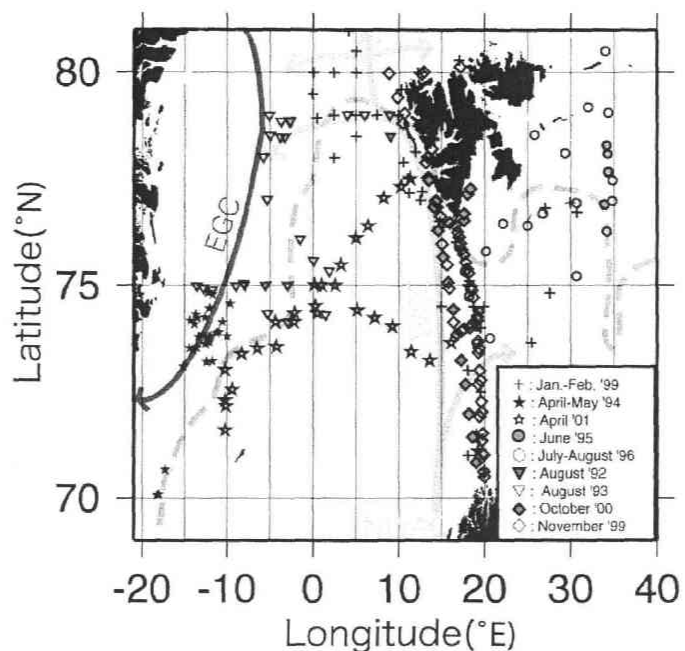 80
75
70
Latitude(°N)
EGC
+ : Jan.-Feb. '99
★ : April-May '94
☆ : April '01
: June '95
: July-August '96
▼ : August '92
▽ : August '93
◆ : October '00
◇ : November '99
-20 -10 0 10 20 30 40
Longitude(°E)